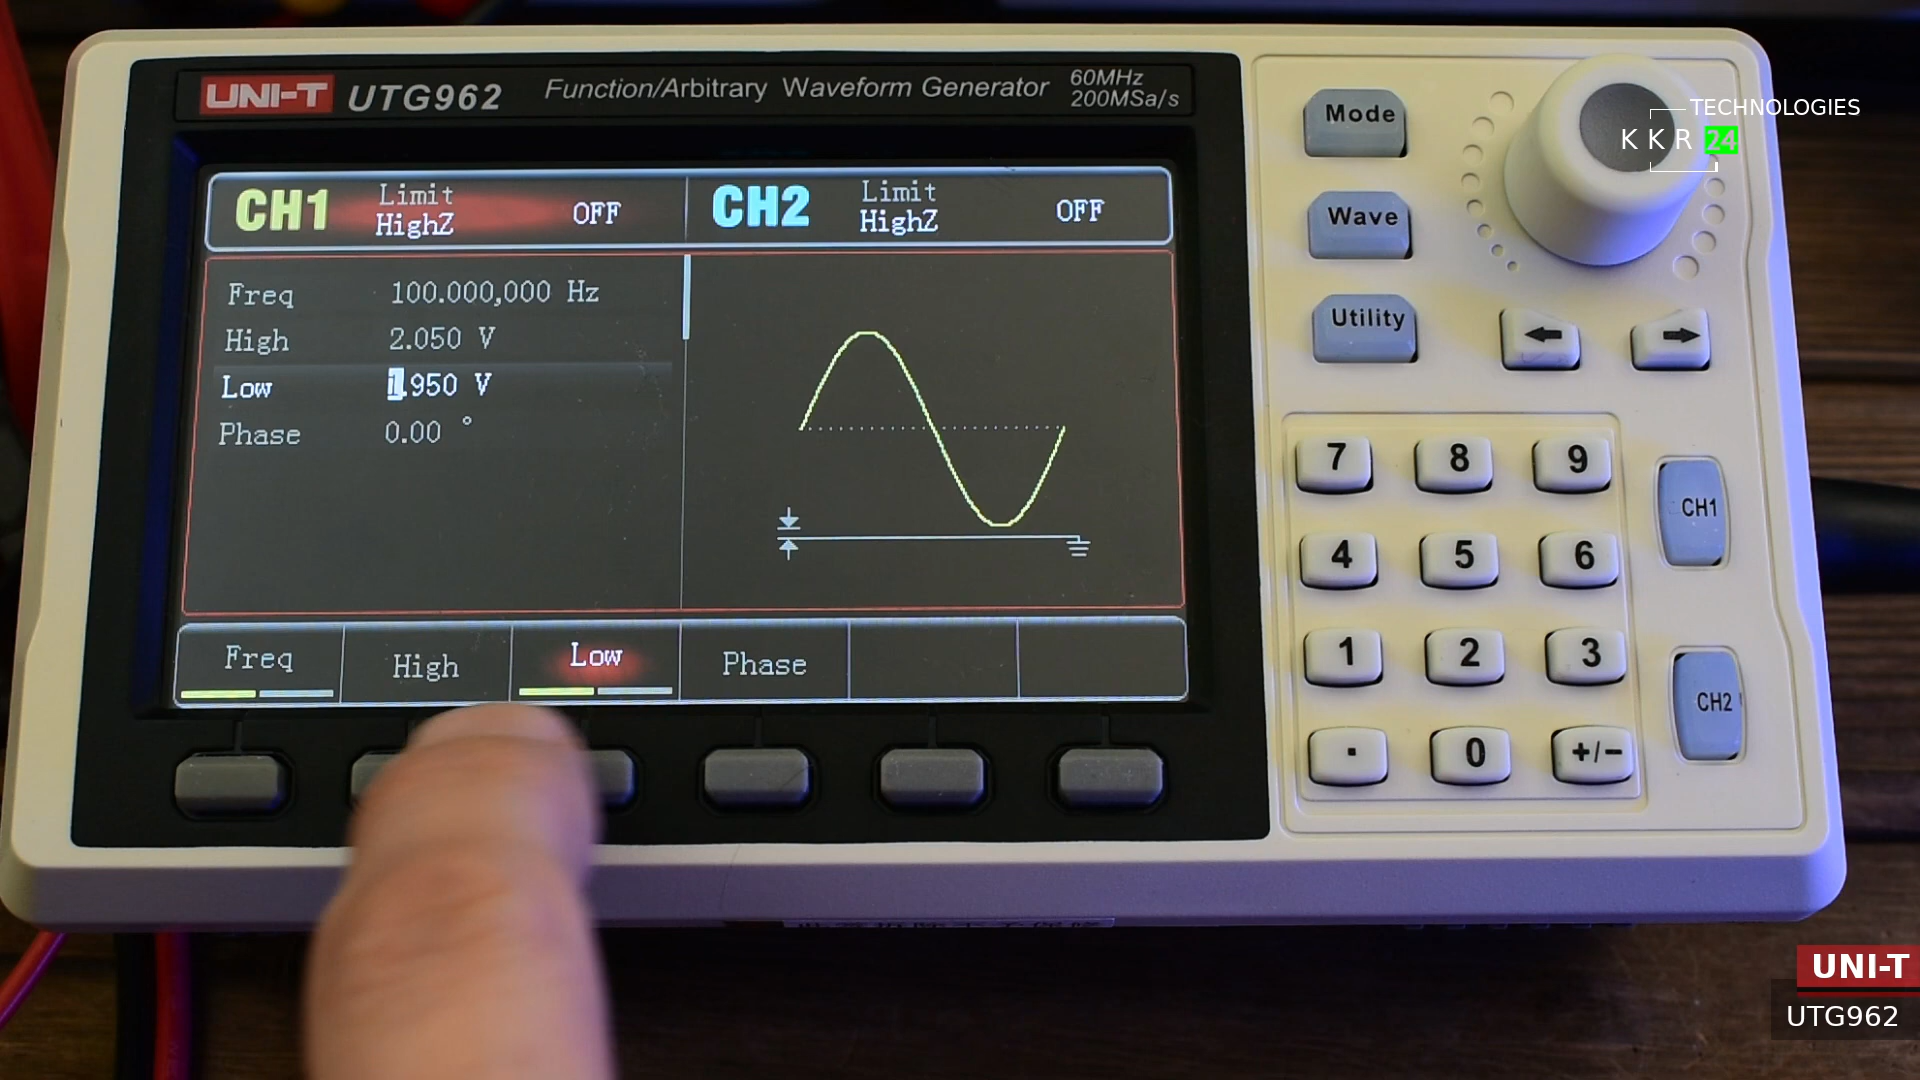 UNI-T UTG962 Function/Arbitrary Waveform Generator 60MHz
200MSa/s
CH1 Limit
HighZ OFF
CH2 Limit
HighZ OFF
Freq 100.000,000 Hz
High 2.050 V
Low 1.950 V
Phase 0.00 °
Freq High Low Phase
Mode
Wave
Utility
7 8 9
4 5 6
1 2 3
. 0 +/-
CH1
CH2
TECHNOLOGIES
KKR 24
UNI-T
UTG962